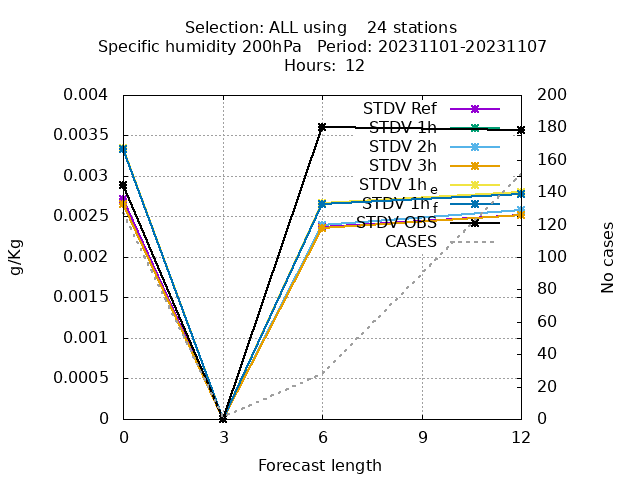 Selection: ALL using    24 stations
Specific humidity 200hPa   Period: 20231101-20231107
Hours: 12
0.004
0.0035
0.003
0.0025
0.002
0.0015
0.001
0.0005
0
200
180
160
140
120
100
80
60
40
20
0
g/Kg
No cases
STDV Ref
STDV 1h
STDV 2h
STDV 3h
STDV 1h e
STDV 1h f
STDV OBS
CASES
0 3 6 9 12
Forecast length